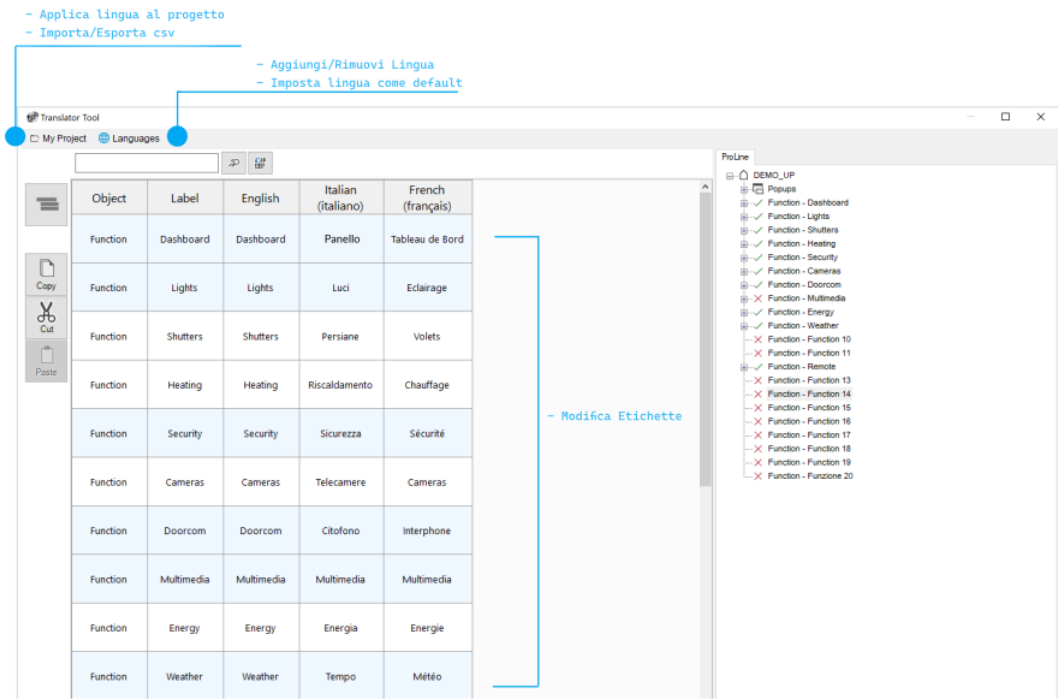 - Applica lingua al progetto
- Importa/Esporta csv
- Aggiungi/Rimuovi Lingua
- Imposta lingua come default
Translator Tool
My Project Languages
Object Label English Italian (italiano) French (français)
Function Dashboard Dashboard Panello Tableau de Bord
Function Lights Lights Luci Eclairage
Function Shutters Shutters Persiane Volets
Function Heating Heating Riscaldamento Chauffage
Function Security Security Sicurezza Sécurité
Function Cameras Cameras Telecamere Cameras
Function Doorcom Doorcom Citofono Interphone
Function Multimedia Multimedia Multimedia Multimedia
Function Energy Energy Energia Energie
Function Weather Weather Tempo Météo
Copy
Cut
Paste
- Modifica Etichette
ProLine
DEMO_UP
Popups
Function - Dashboard
Function - Lights
Function - Shutters
Function - Heating
Function - Security
Function - Cameras
Function - Doorcom
Function - Multimedia
Function - Energy
Function - Weather
Function - Function 10
Function - Function 11
Function - Remote
Function - Function 13
Function - Function 14
Function - Function 15
Function - Function 16
Function - Function 17
Function - Function 18
Function - Function 19
Function - Funzione 20